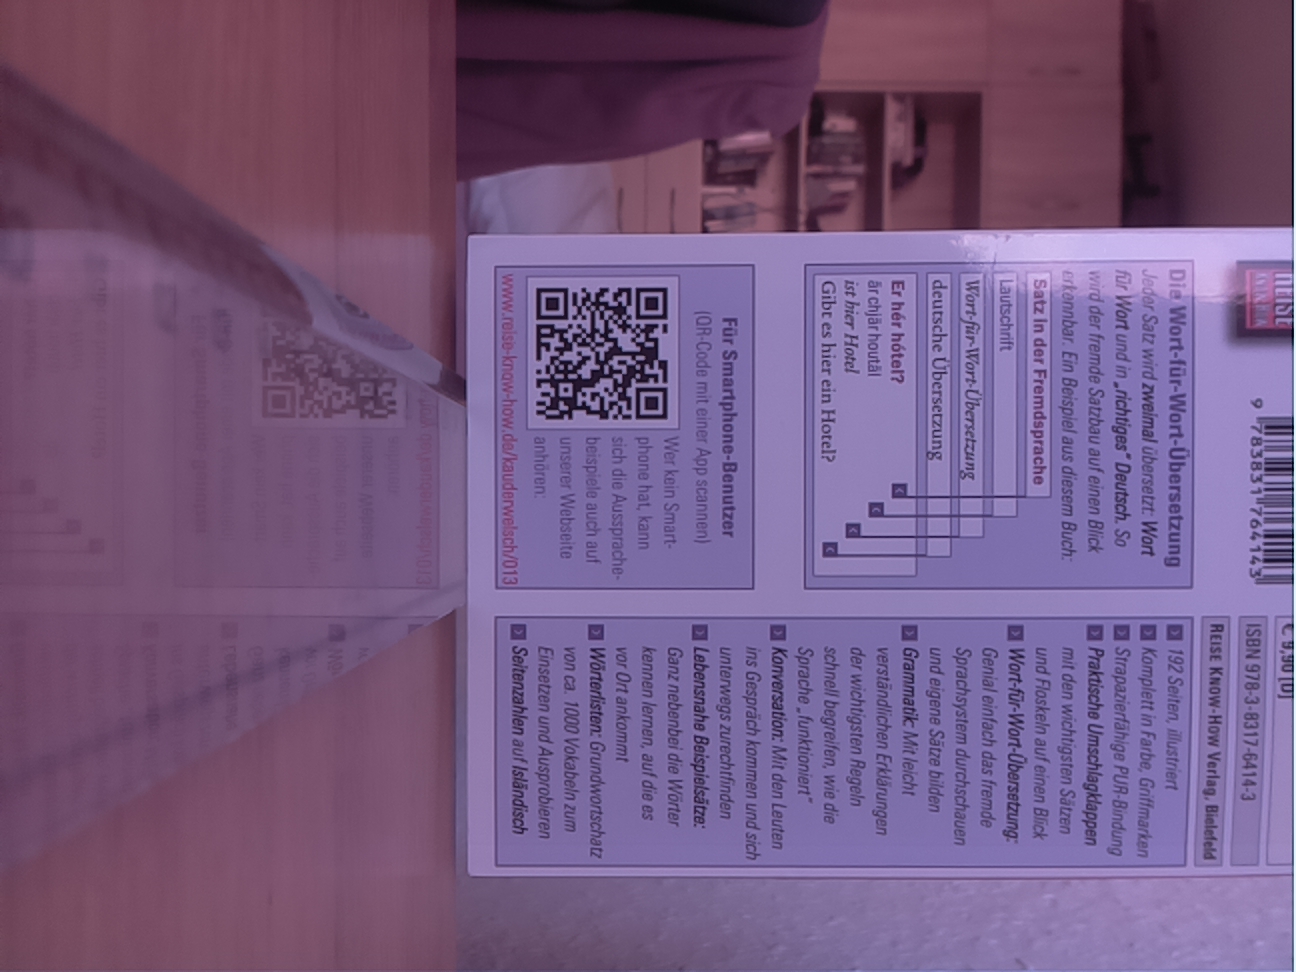 Die Wort-für-Wort-Übersetzung
Jeder Satz wird zweimal übersetzt: Wort
für Wort und in „richtiges“ Deutsch. So
wird der fremde Satzbau auf einen Blick
erkennbar. Ein Beispiel aus diesem Buch:
Satz in der Fremdsprache
Lautschrift
Wort-für-Wort-Übersetzung
deutsche Übersetzung
Er hér hótel?
är chjär houtäl
ist hier Hotel
Gibt es hier ein Hotel?
Für Smartphone-Benutzer
(QR-Code mit einer App scannen)
Wer kein Smart-
phone hat, kann
sich die Aussprache-
beispiele auch auf
unserer Webseite
anhören:
www.reise-know-how.de/kauderwelsch/013
9 783831 764143
€ 9,90 [D]
ISBN 978-3-8317-6414-3
REISE KNOW-HOW Verlag, Bielefeld
192 Seiten, illustriert
Komplett in Farbe, Griffmarken
Strapazierfähige PUR-Bindung
Praktische Umschlagklappen
mit den wichtigsten Sätzen
und Floskeln auf einen Blick
Wort-für-Wort-Übersetzung:
Genial einfach das fremde
Sprachsystem durchschauen
und eigene Sätze bilden
Grammatik: Mit leicht
verständlichen Erklärungen
der wichtigsten Regeln
schnell begreifen, wie die
Sprache „funktioniert“
Konversation: Mit den Leuten
ins Gespräch kommen und sich
unterwegs zurechtfinden
Lebensnahe Beispielsätze:
Ganz nebenbei die Wörter
kennen lernen, auf die es
vor Ort ankommt
Wörterlisten: Grundwortschatz
von ca. 1000 Vokabeln zum
Einsetzen und Ausprobieren
Seitenzahlen auf Isländisch